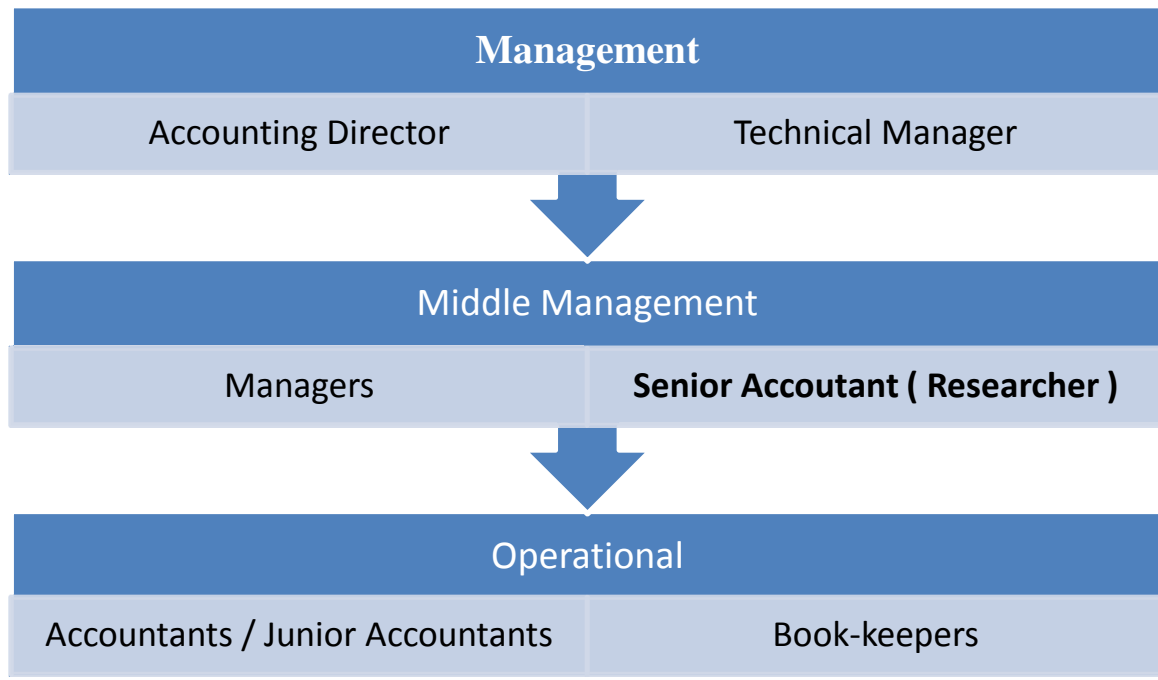 Management
Accounting Director
Technical Manager
Middle Management
Managers
Senior Accoutant ( Researcher )
Operational
Accountants / Junior Accountants
Book-keepers